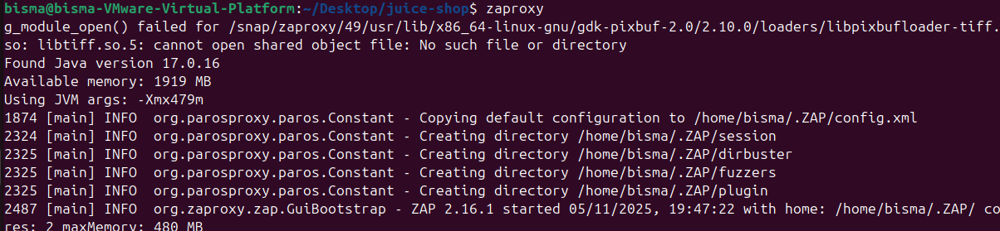 bisma@bisma-VMware-Virtual-Platform:~/Desktop/juice-shop$ zaproxy
g_module_open() failed for /snap/zaproxy/49/usr/lib/x86_64-linux-gnu/gdk-pixbuf-2.0/2.10.0/loaders/libpixbufloader-tiff.
so: libtiff.so.5: cannot open shared object file: No such file or directory
Found Java version 17.0.16
Available memory: 1919 MB
Using JVM args: -Xmx479m
1874 [main] INFO  org.parosproxy.paros.Constant - Copying default configuration to /home/bisma/.ZAP/config.xml
2324 [main] INFO  org.parosproxy.paros.Constant - Creating directory /home/bisma/.ZAP/session
2325 [main] INFO  org.parosproxy.paros.Constant - Creating directory /home/bisma/.ZAP/dirbuster
2325 [main] INFO  org.parosproxy.paros.Constant - Creating directory /home/bisma/.ZAP/fuzzers
2325 [main] INFO  org.parosproxy.paros.Constant - Creating directory /home/bisma/.ZAP/plugin
2487 [main] INFO  org.zaproxy.zap.GuiBootstrap - ZAP 2.16.1 started 05/11/2025, 19:47:22 with home: /home/bisma/.ZAP/ co
res: 2 maxMemory: 480 MB